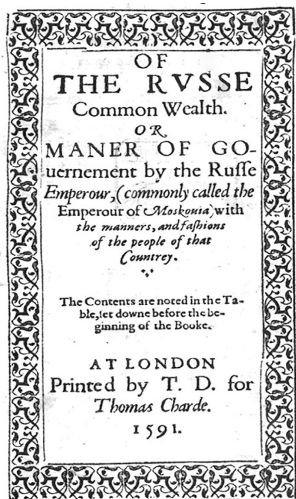 OF
THE RVSSE
Common Wealth.
OR
MANER OF GO-
uernement by the Ruſſe
Emperour, (commonly called the
Emperour of Moskouia) with
the manners, and faſhions
of the people of that
Countrey.
The Contents are noted in the Ta-
ble, ſet downe before the be-
ginning of the Booke.
AT LONDON
Printed by T. D. for
Thomas Charde.
1591.